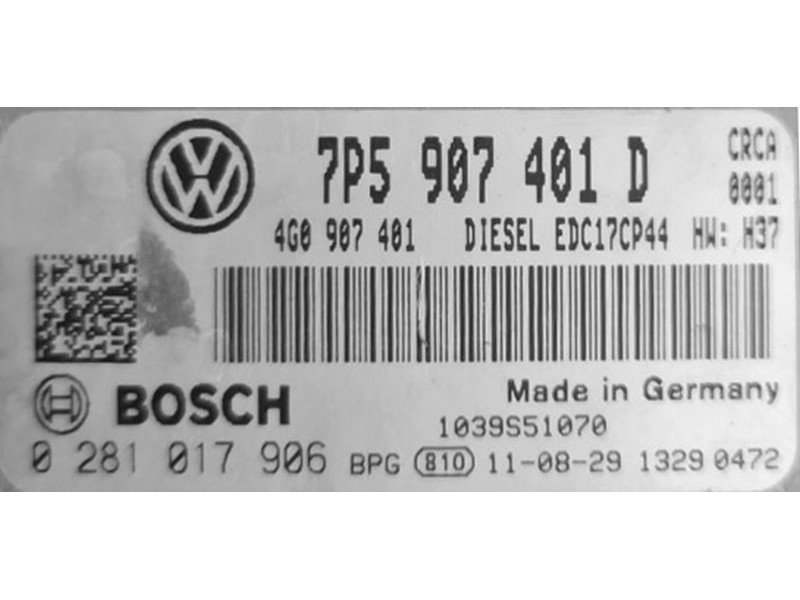 7P5 907 401 D
CRCA
0001
4G0 907 401 DIESEL EDC17CP44 HW: H37
BOSCH
Made in Germany
1039S51070
0 281 017 906 BPG 810 11-08-29 1329 0472